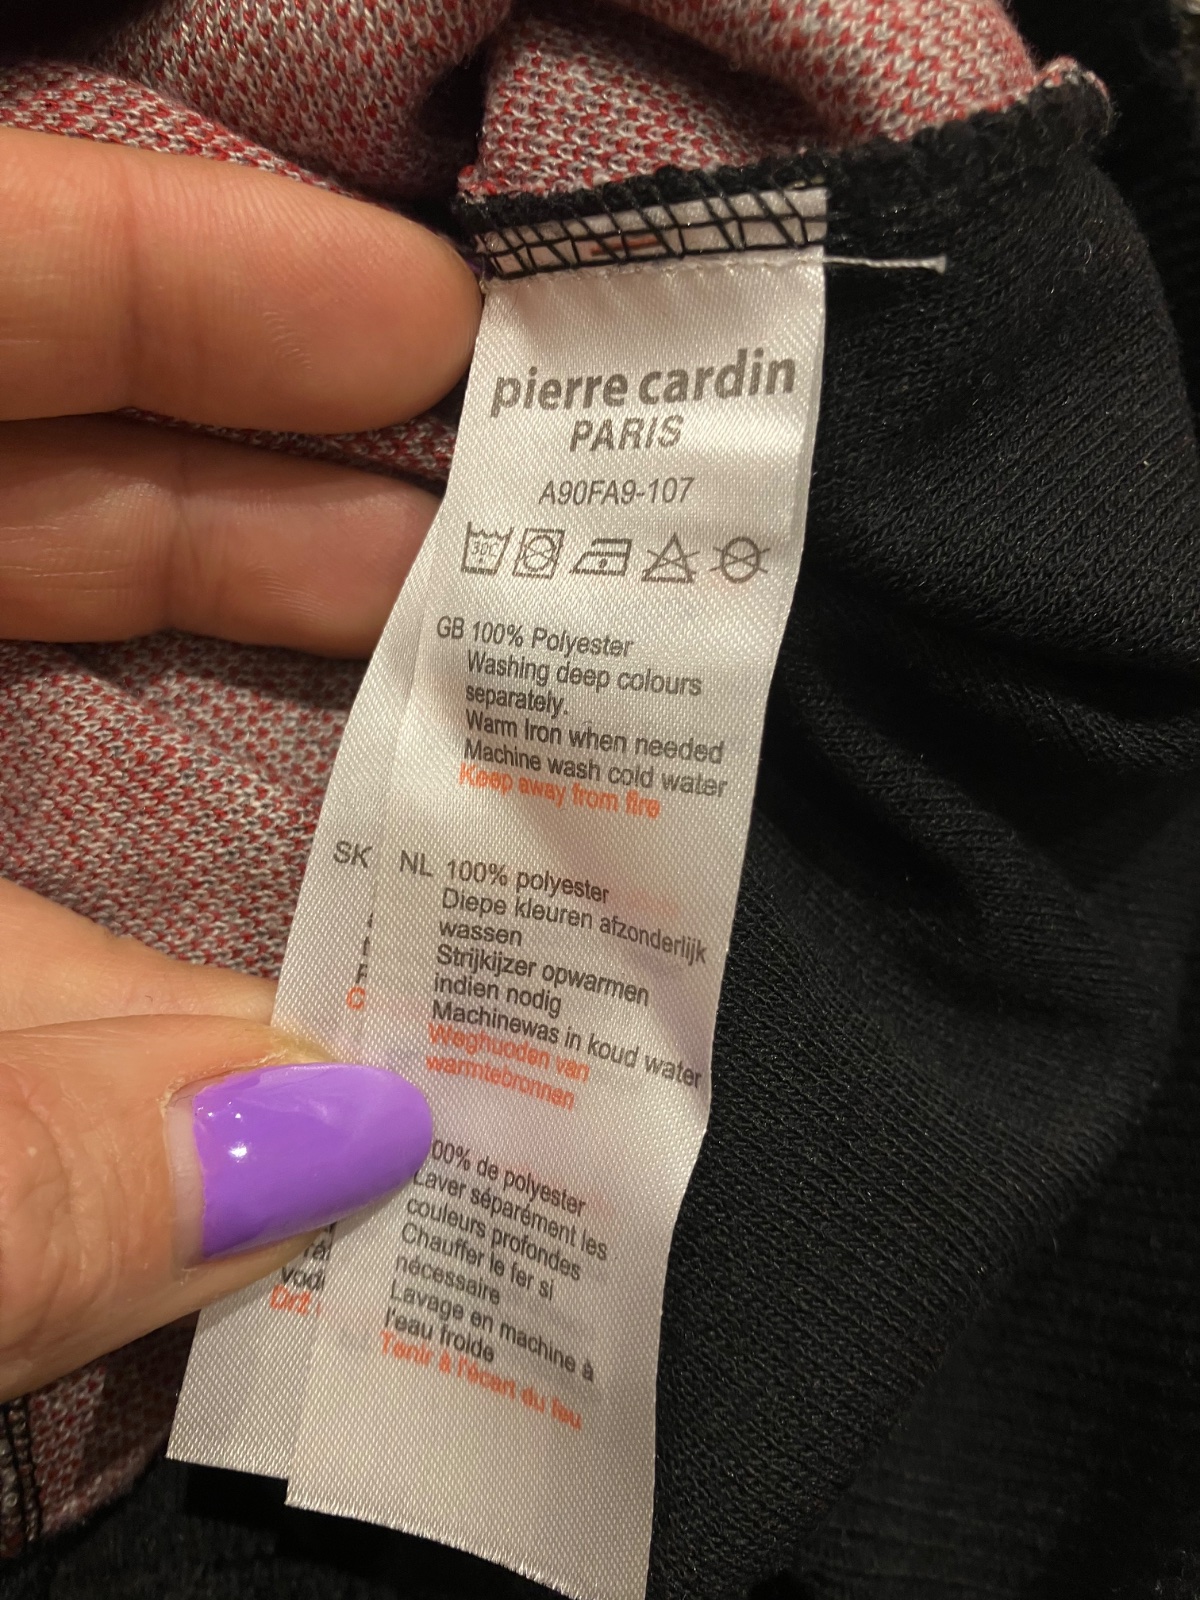 pierre cardin
PARIS
A90FA9-107
30C
GB 100% Polyester
Washing deep colours
separately.
Warm Iron when needed
Machine wash cold water
Keep away from fire
SK
NL 100% polyester
Diepe kleuren afzonderlijk
wassen
Strijkijzer opwarmen
indien nodig
Machinewas in koud water
Weghuoden van
warmtebronnen
00% de polyester
Laver séparément les
couleurs profondes
Chauffer le fer si
nécessaire
Lavage en machine à
l'eau froide
Tenir à l'écart du feu